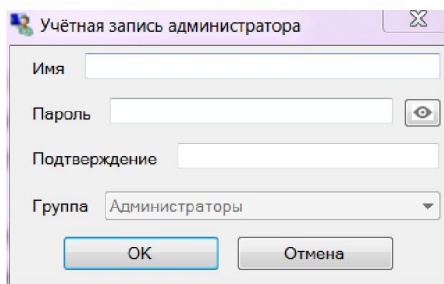 Учётная запись администратора
Имя
Пароль
Подтверждение
Группа Администраторы
OK Отмена